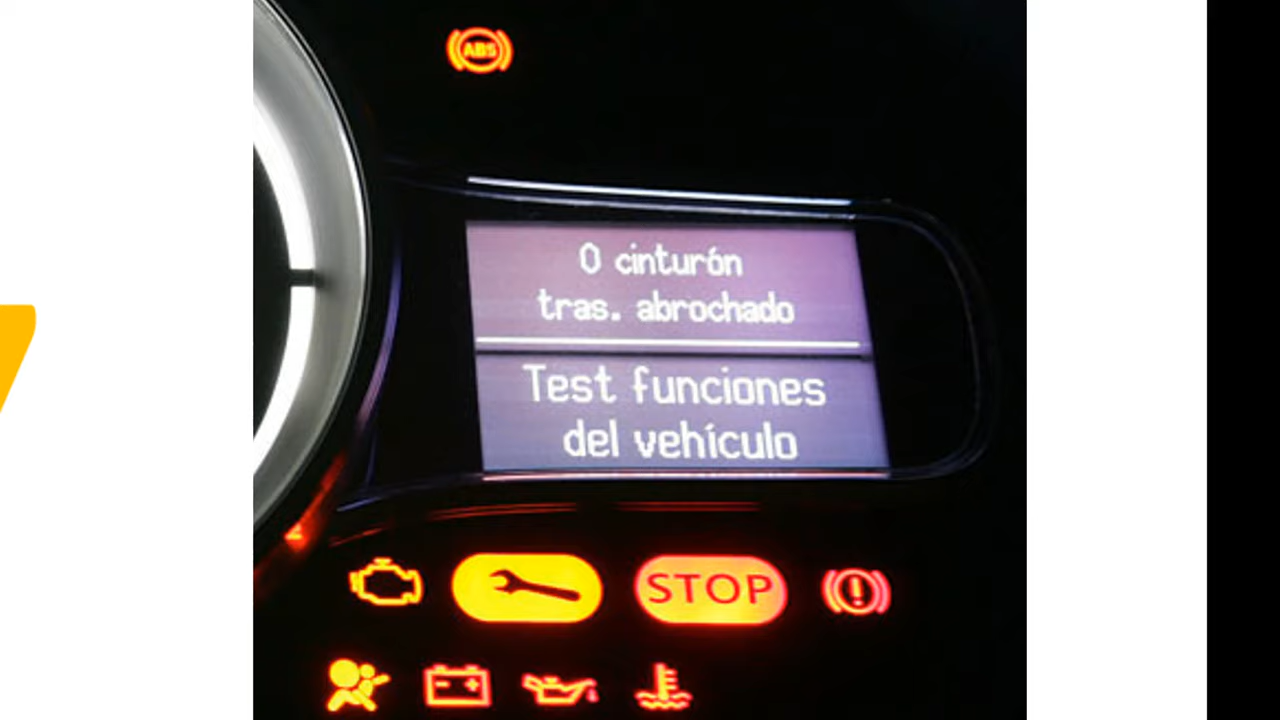 ABS
0 cinturón
tras. abrochado
Test funciones
del vehículo
STOP